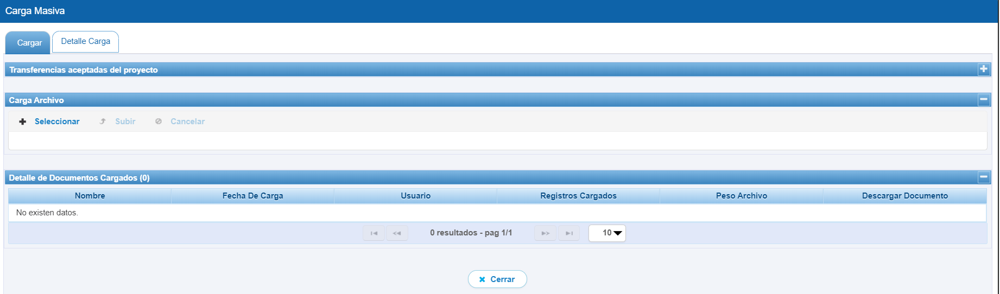 Carga Masiva
Cargar Detalle Carga
Transferencias aceptadas del proyecto
Carga Archivo
Seleccionar Subir Cancelar
Detalle de Documentos Cargados (0)
Nombre Fecha De Carga Usuario Registros Cargados Peso Archivo Descargar Documento
No existen datos.
0 resultados - pag 1/1 10
Cerrar